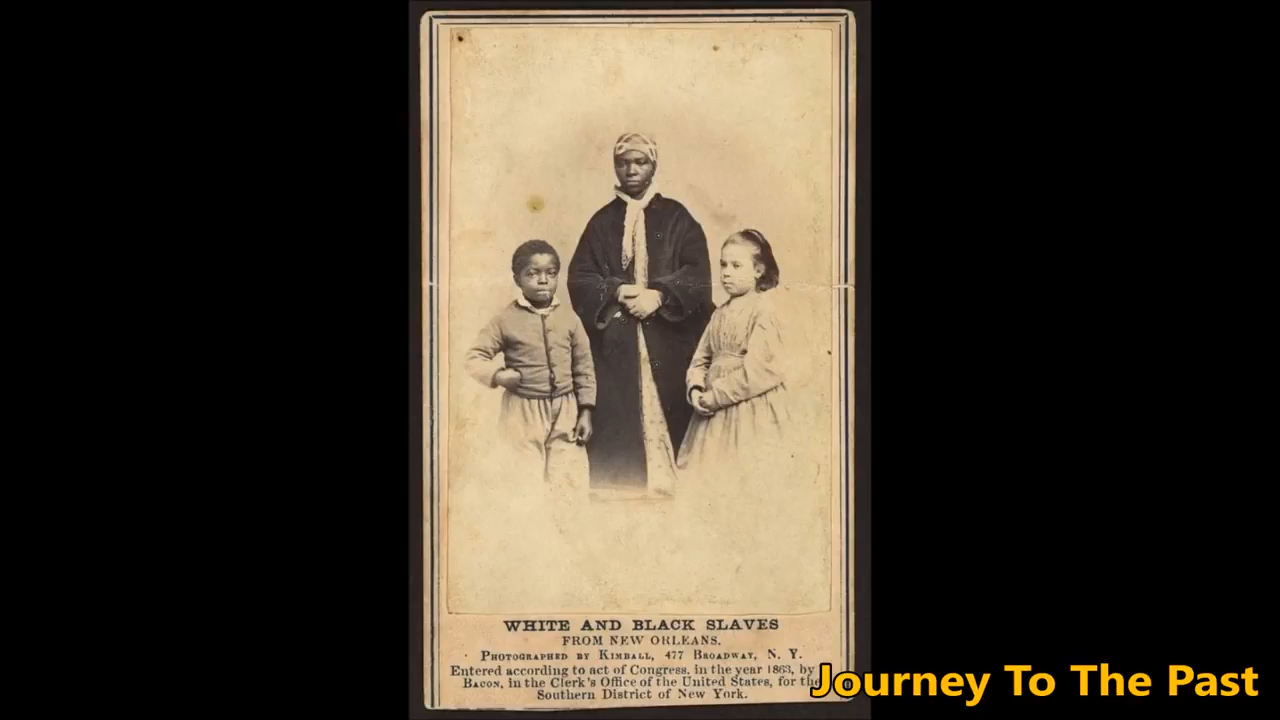 WHITE AND BLACK SLAVES
FROM NEW ORLEANS.
PHOTOGRAPHED BY KIMBALL, 477 BROADWAY, N. Y.
Entered according to act of Congress, in the year 1863, by
BACON, in the Clerk's Office of the United States, for the
Southern District of New York.
Journey To The Past